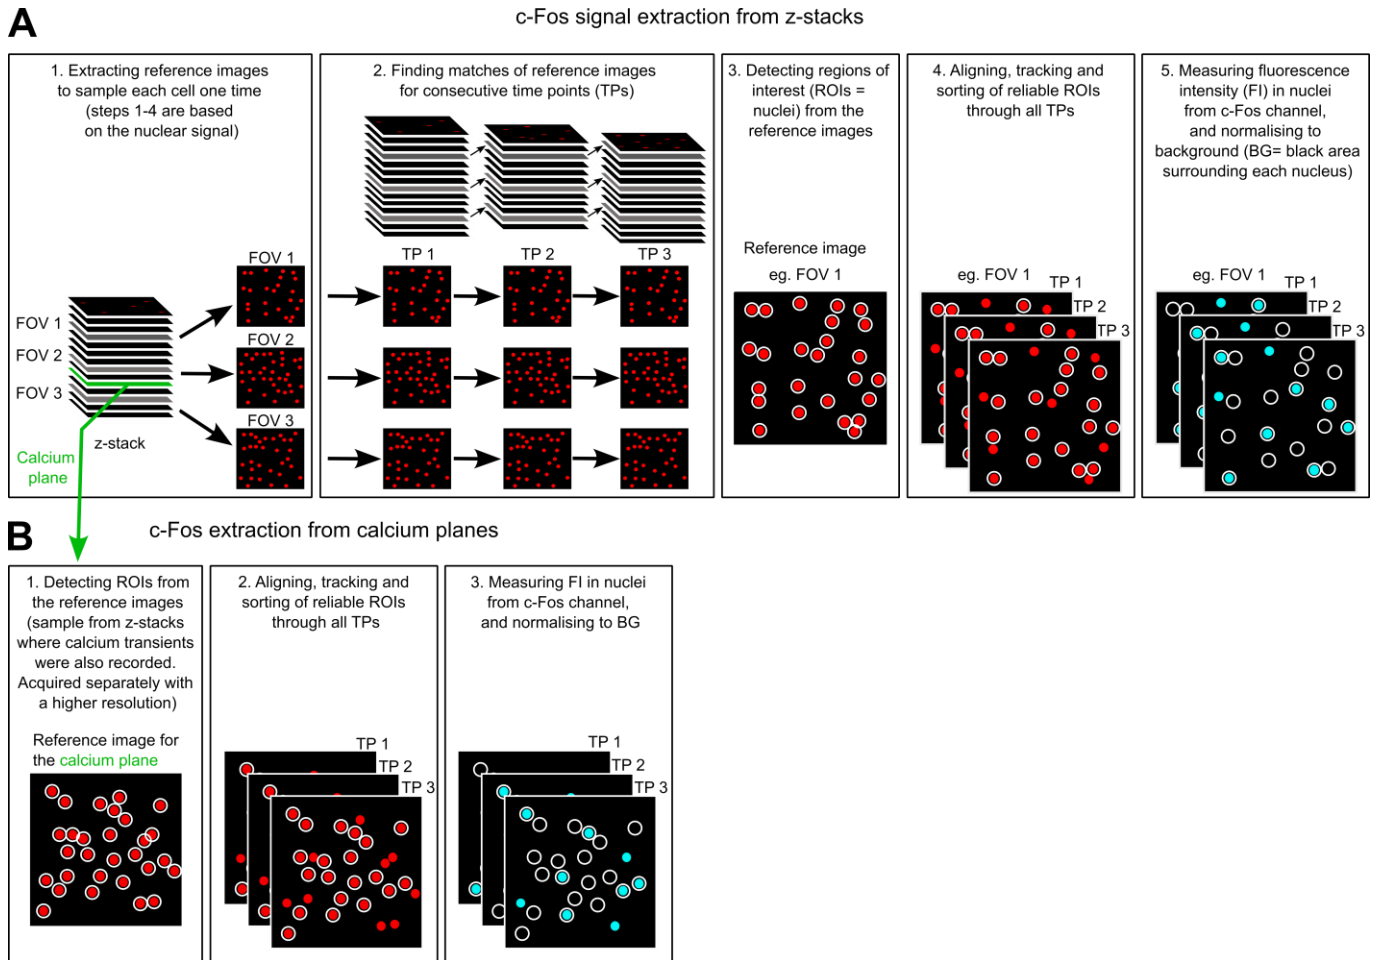 A
c-Fos signal extraction from z-stacks
1. Extracting reference images
to sample each cell one time
(steps 1-4 are based
on the nuclear signal)
FOV 1
FOV 2
FOV 3
z-stack
Calcium
plane
FOV 1
FOV 2
FOV 3
2. Finding matches of reference images
for consecutive time points (TPs)
TP 1
TP 2
TP 3
3. Detecting regions of
interest (ROIs =
nuclei) from the
reference images
Reference image
eg. FOV 1
4. Aligning, tracking and
sorting of reliable ROIs
through all TPs
eg. FOV 1
TP 1
TP 2
TP 3
5. Measuring fluorescence
intensity (FI) in nuclei
from c-Fos channel,
and normalising to
background (BG= black area
surrounding each nucleus)
eg. FOV 1
TP 1
TP 2
TP 3
B
c-Fos extraction from calcium planes
1. Detecting ROIs from
the reference images
(sample from z-stacks
where calcium transients
were also recorded.
Acquired separately with
a higher resolution)
Reference image for
the calcium plane
2. Aligning, tracking and
sorting of reliable ROIs
through all TPs
TP 1
TP 2
TP 3
3. Measuring FI in nuclei
from c-Fos channel,
and normalising to BG
TP 1
TP 2
TP 3